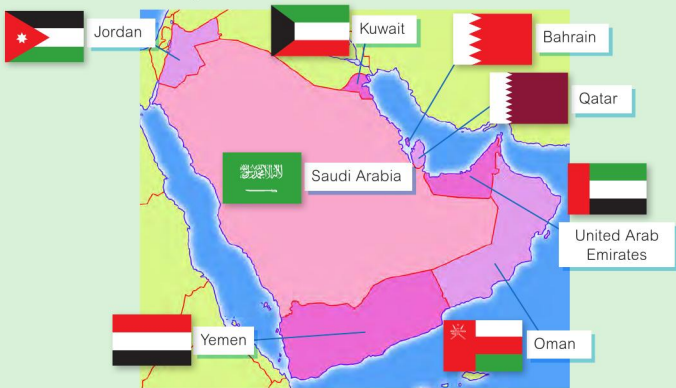 Jordan
Kuwait
Bahrain
Qatar
Saudi Arabia
United Arab
Emirates
Yemen
Oman